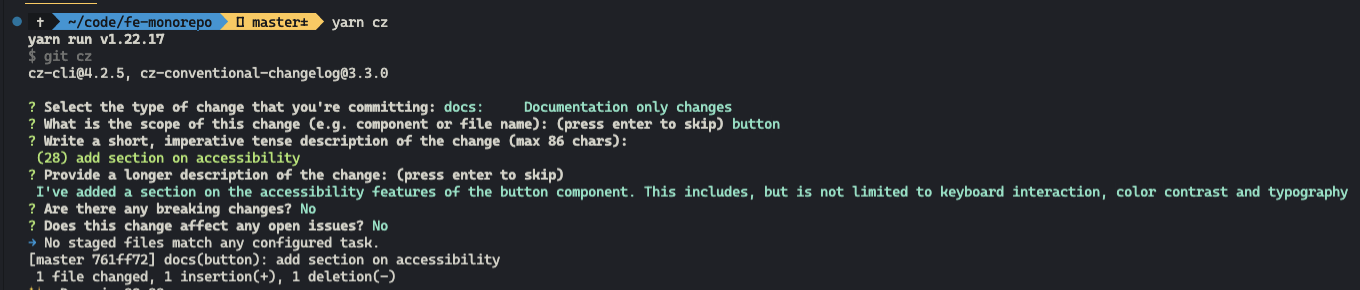 † ~/code/fe-monorepo master± yarn cz
yarn run v1.22.17
$ git cz
cz-cli@4.2.5, cz-conventional-changelog@3.3.0
? Select the type of change that you're committing: docs: Documentation only changes
? What is the scope of this change (e.g. component or file name): (press enter to skip) button
? Write a short, imperative tense description of the change (max 86 chars):
(28) add section on accessibility
? Provide a longer description of the change: (press enter to skip)
I've added a section on the accessibility features of the button component. This includes, but is not limited to keyboard interaction, color contrast and typography
? Are there any breaking changes? No
? Does this change affect any open issues? No
→ No staged files match any configured task.
[master 761ff72] docs(button): add section on accessibility
1 file changed, 1 insertion(+), 1 deletion(-)